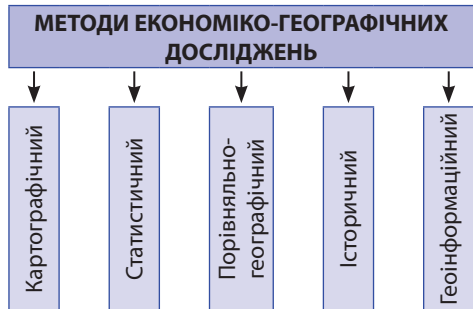 МЕТОДИ ЕКОНОМІКО-ГЕОГРАФІЧНИХ
ДОСЛІДЖЕНЬ
Картографічний
Статистичний
Порівняльно-
географічний
Історичний
Геоінформаційний